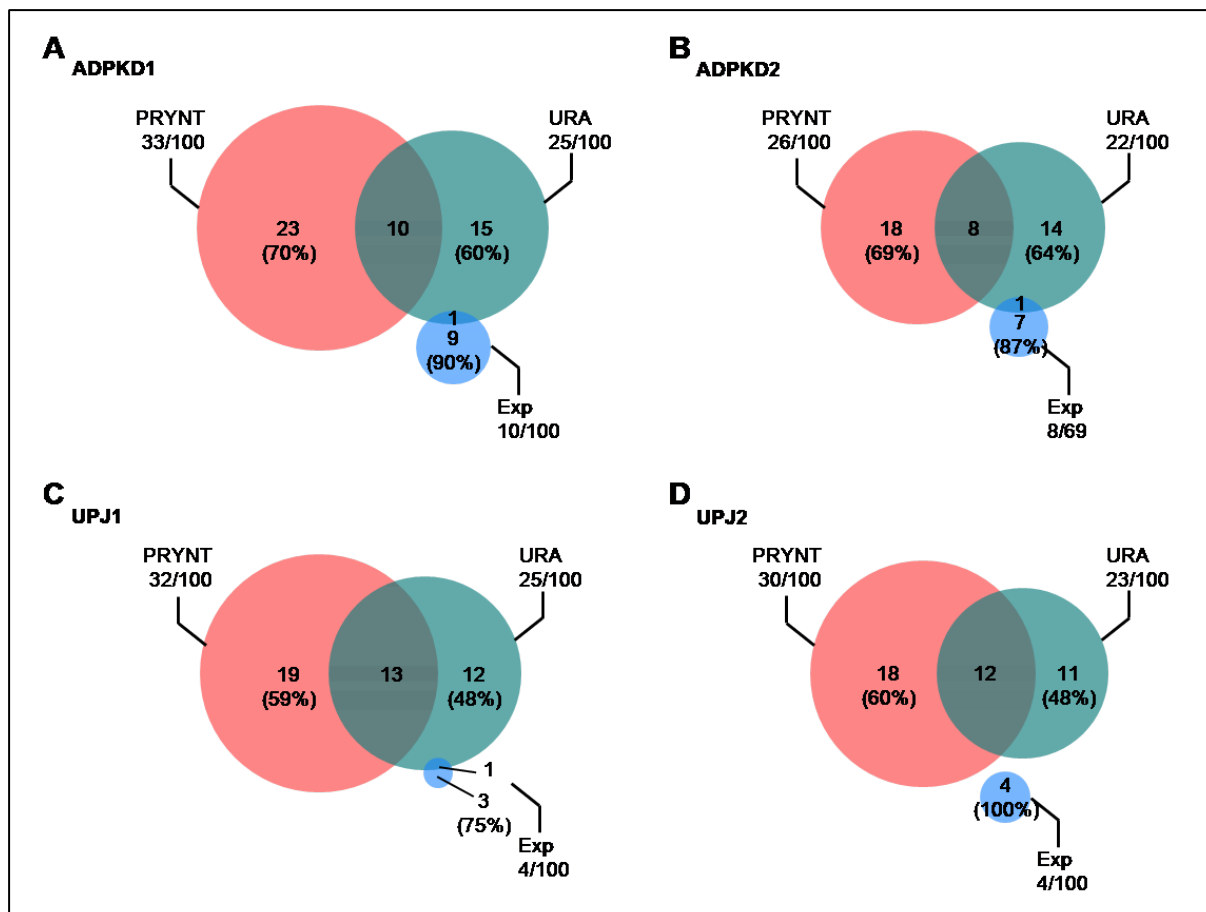 A
ADPKD1
PRYNT
33/100
URA
25/100
23
(70%)
10
15
(60%)
1
9
(90%)
Exp
10/100
B
ADPKD2
PRYNT
26/100
URA
22/100
18
(69%)
8
14
(64%)
1
7
(87%)
Exp
8/69
C
UPJ1
PRYNT
32/100
URA
25/100
19
(59%)
13
12
(48%)
1
3
(75%)
Exp
4/100
D
UPJ2
PRYNT
30/100
URA
23/100
18
(60%)
12
11
(48%)
4
(100%)
Exp
4/100